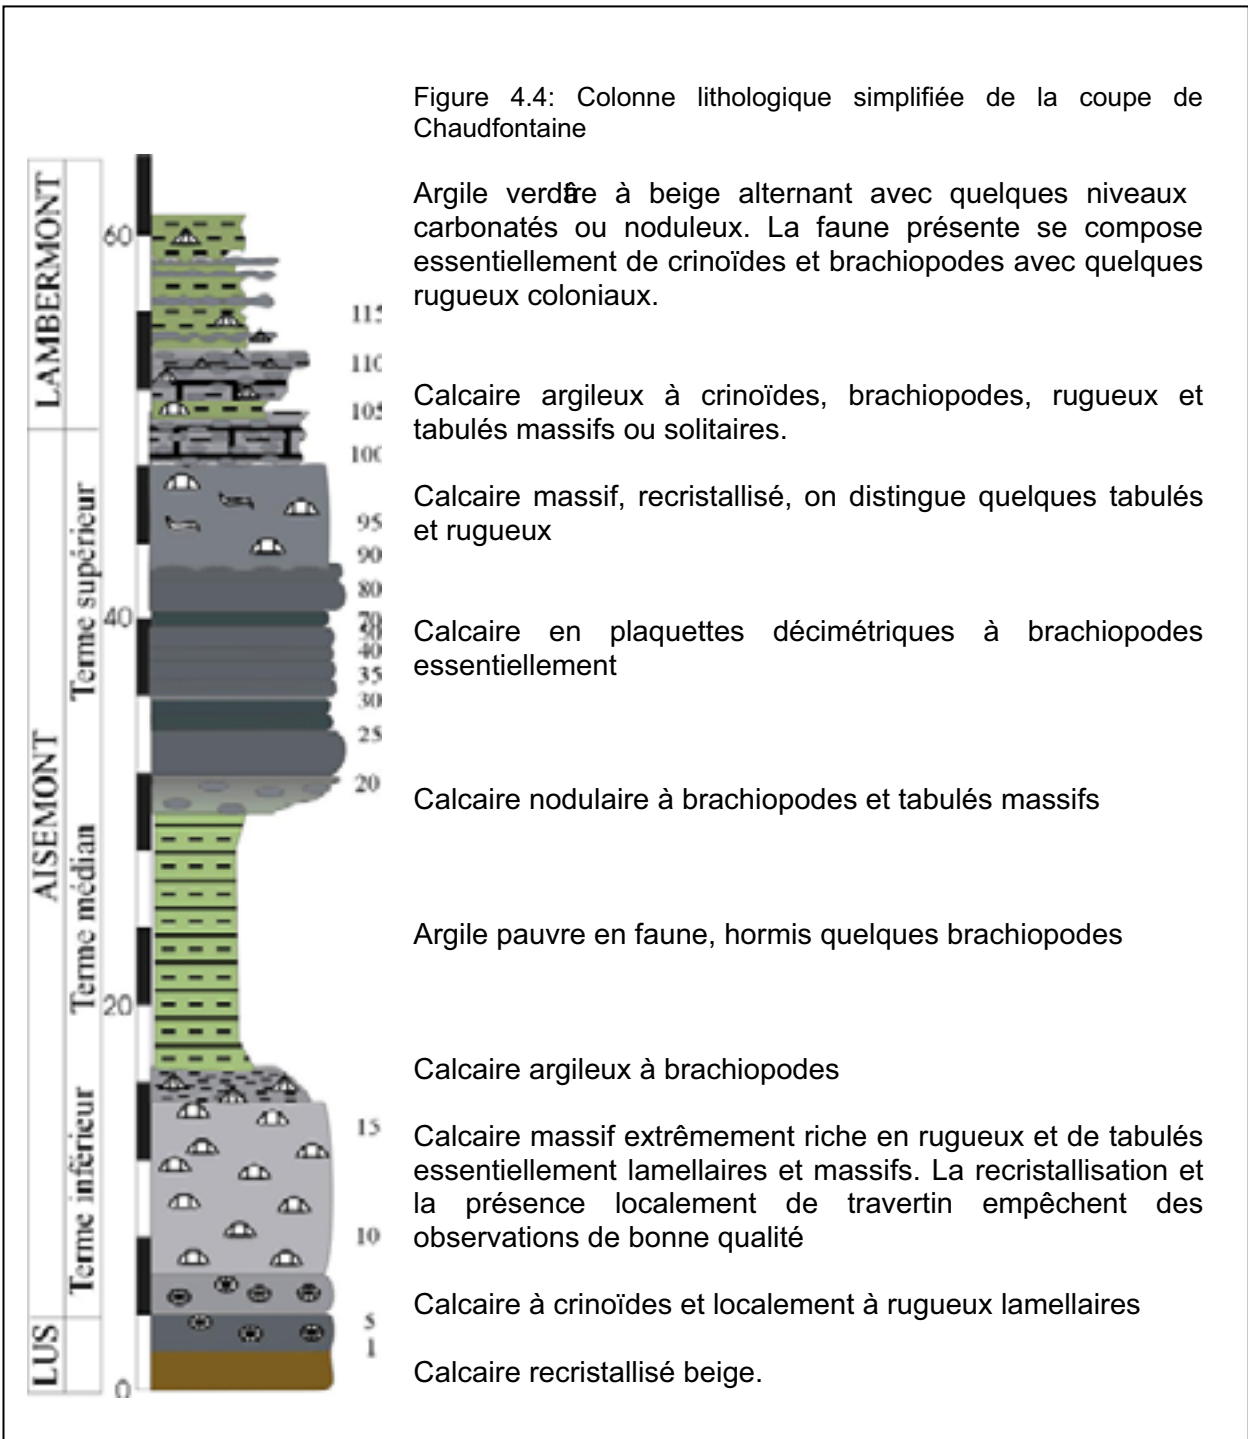 Figure 4.4: Colonne lithologique simplifiée de la coupe de
Chaudfontaine
Argile verdâtre à beige alternant avec quelques niveaux
carbonatés ou noduleux. La faune présente se compose
essentiellement de crinoïdes et brachiopodes avec quelques
rugueux coloniaux.
Calcaire argileux à crinoïdes, brachiopodes, rugueux et
tabulés massifs ou solitaires.
Calcaire massif, recristallisé, on distingue quelques tabulés
et rugueux
Calcaire en plaquettes décimétriques à brachiopodes
essentiellement
Calcaire nodulaire à brachiopodes et tabulés massifs
Argile pauvre en faune, hormis quelques brachiopodes
Calcaire argileux à brachiopodes
Calcaire massif extrêmement riche en rugueux et de tabulés
essentiellement lamellaires et massifs. La recristallisation et
la présence localement de travertin empêchent des
observations de bonne qualité
Calcaire à crinoïdes et localement à rugueux lamellaires
Calcaire recristallisé beige.
LAMBERMONT
AISEMONT
LUS
Terme supérieur
Terme médian
Terme inférieur
60
40
20
0
95
90
80
40
35
30
25
20
15
10
5
1